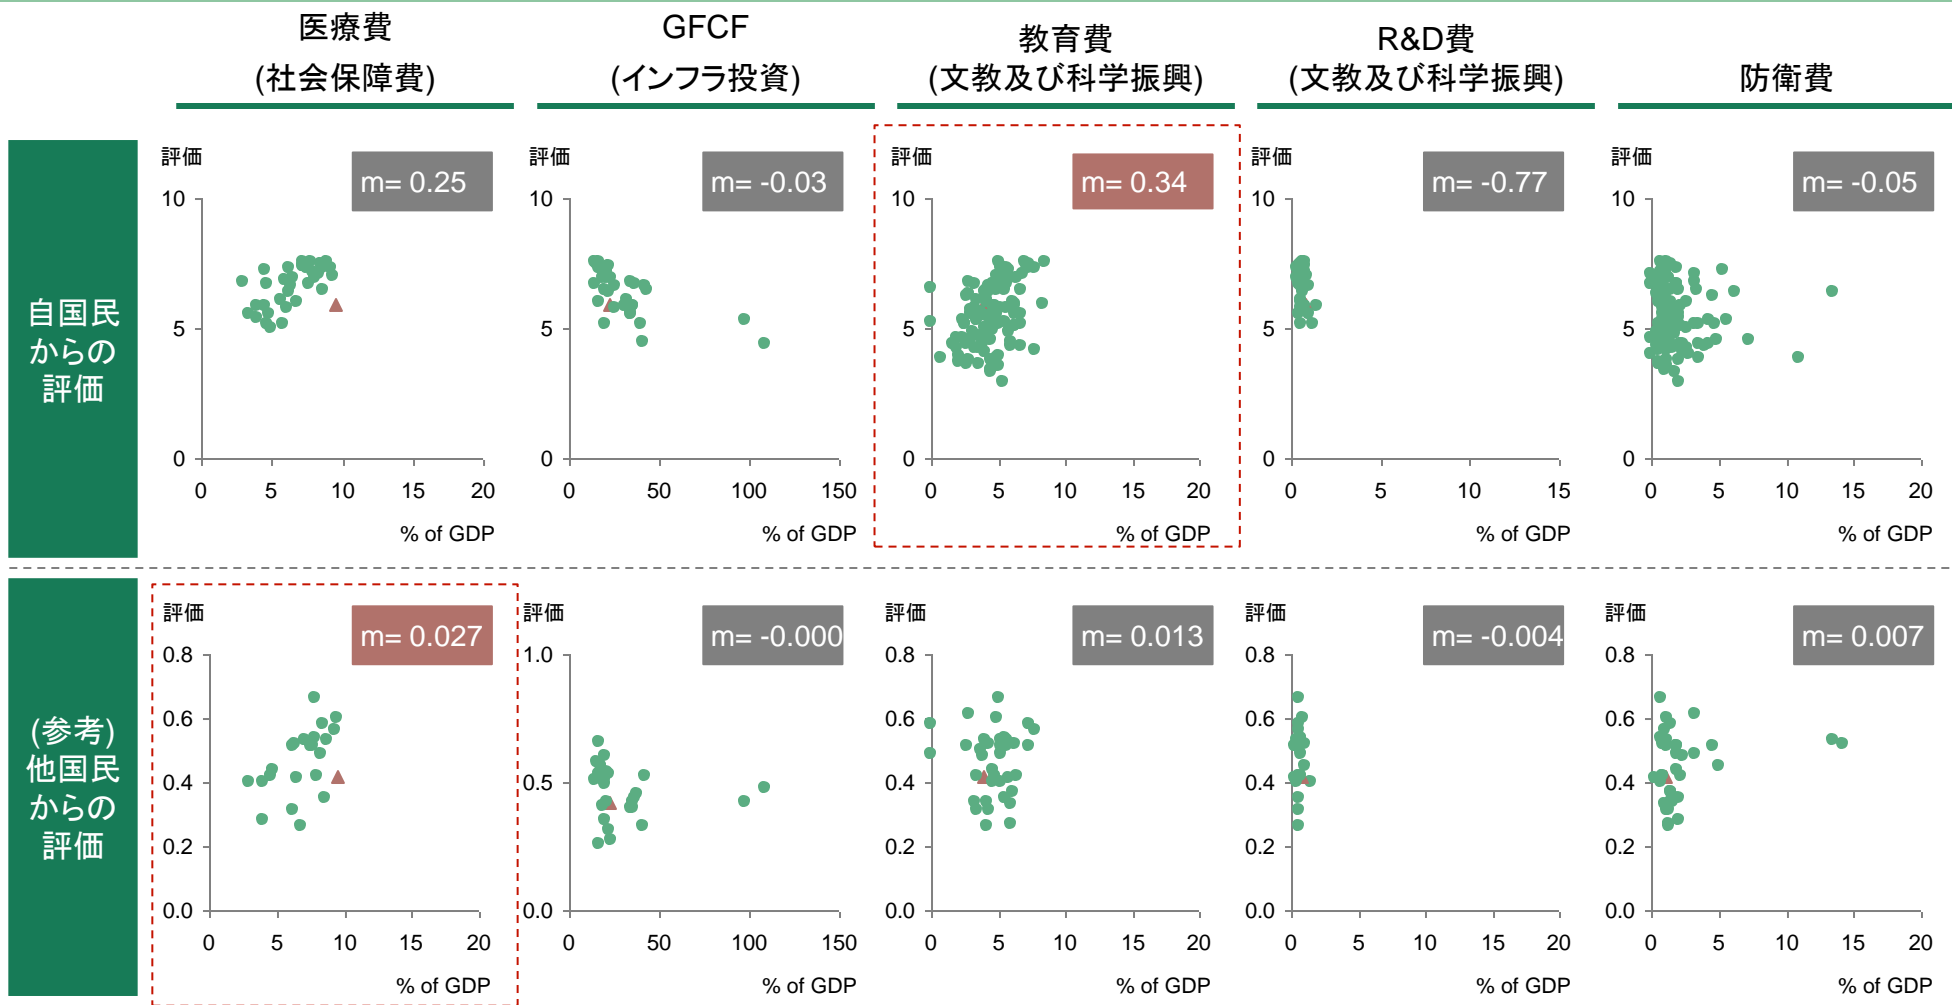 医療費
(社会保障費)
GFCF
(インフラ投資)
教育費
(文教及び科学振興)
R&D費
(文教及び科学振興)
防衛費
自国民
からの
評価
評価
m= 0.25
10
5
0
0 5 10 15 20
% of GDP
評価
m= -0.03
10
5
0
0 50 100 150
% of GDP
評価
m= 0.34
10
5
0
0 5 10 15 20
% of GDP
評価
m= -0.77
10
5
0
0 5 10 15
% of GDP
評価
m= -0.05
10
5
0
0 5 10 15 20
% of GDP
(参考)
他国民
からの
評価
評価
m= 0.027
0.8
0.6
0.4
0.2
0.0
0 5 10 15 20
% of GDP
評価
m= -0.000
1.0
0.5
0.0
0 50 100 150
% of GDP
評価
m= 0.013
0.8
0.6
0.4
0.2
0.0
0 5 10 15 20
% of GDP
評価
m= -0.004
0.8
0.6
0.4
0.2
0.0
0 5 10 15
% of GDP
評価
m= 0.007
0.8
0.6
0.4
0.2
0.0
0 5 10 15 20
% of GDP